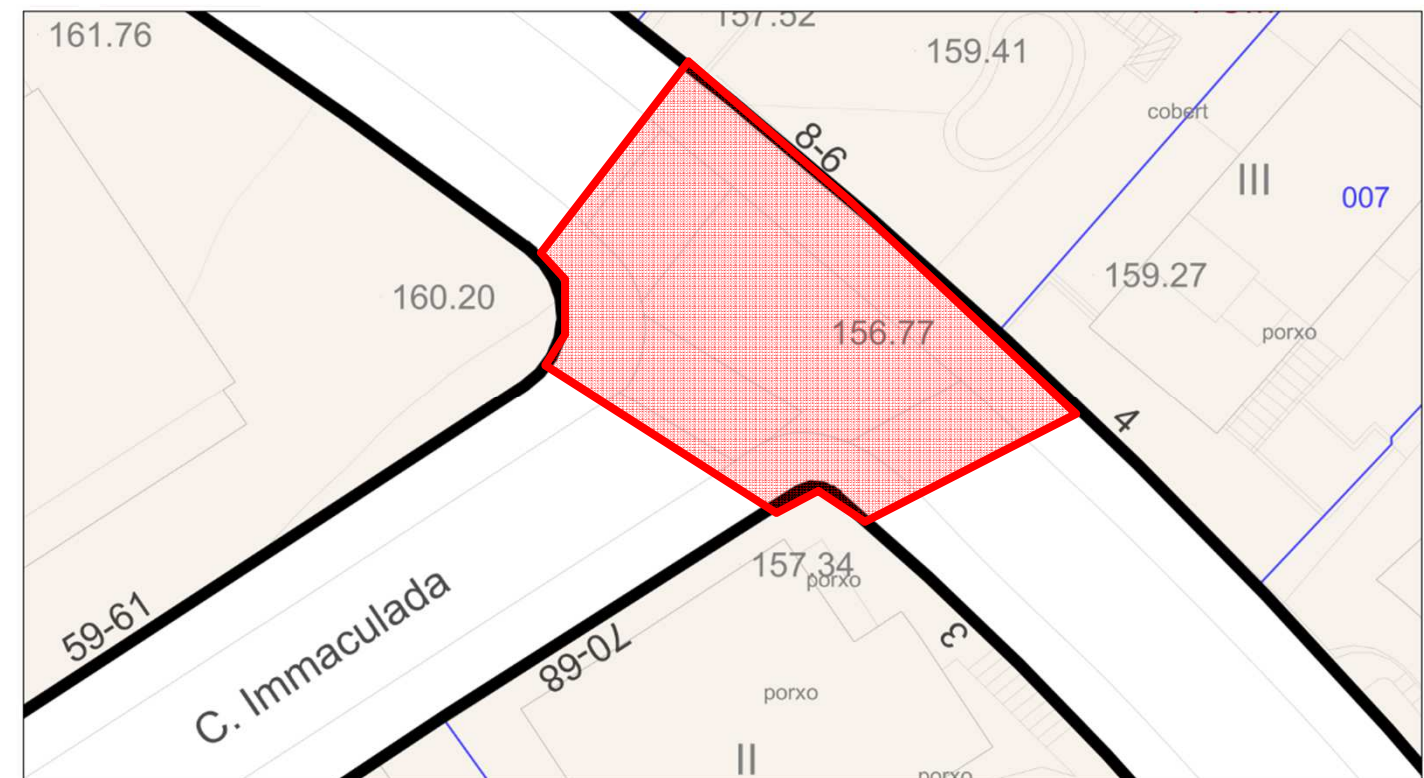 157.52
161.76
159.41
cobert
8-6
III
007
159.27
160.20
156.77
porxo
4
157.34
porxo
C. Immaculada
59-61
70-68
3
porxo
II
porxo